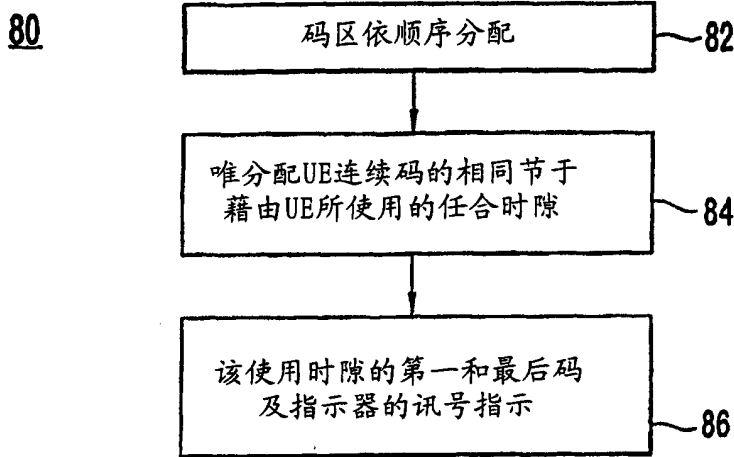 80
码区依顺序分配
82
唯分配UE连续码的相同节于
藉由UE所使用的任合时隙
84
该使用时隙的第一和最后码
及指示器的讯号指示
86